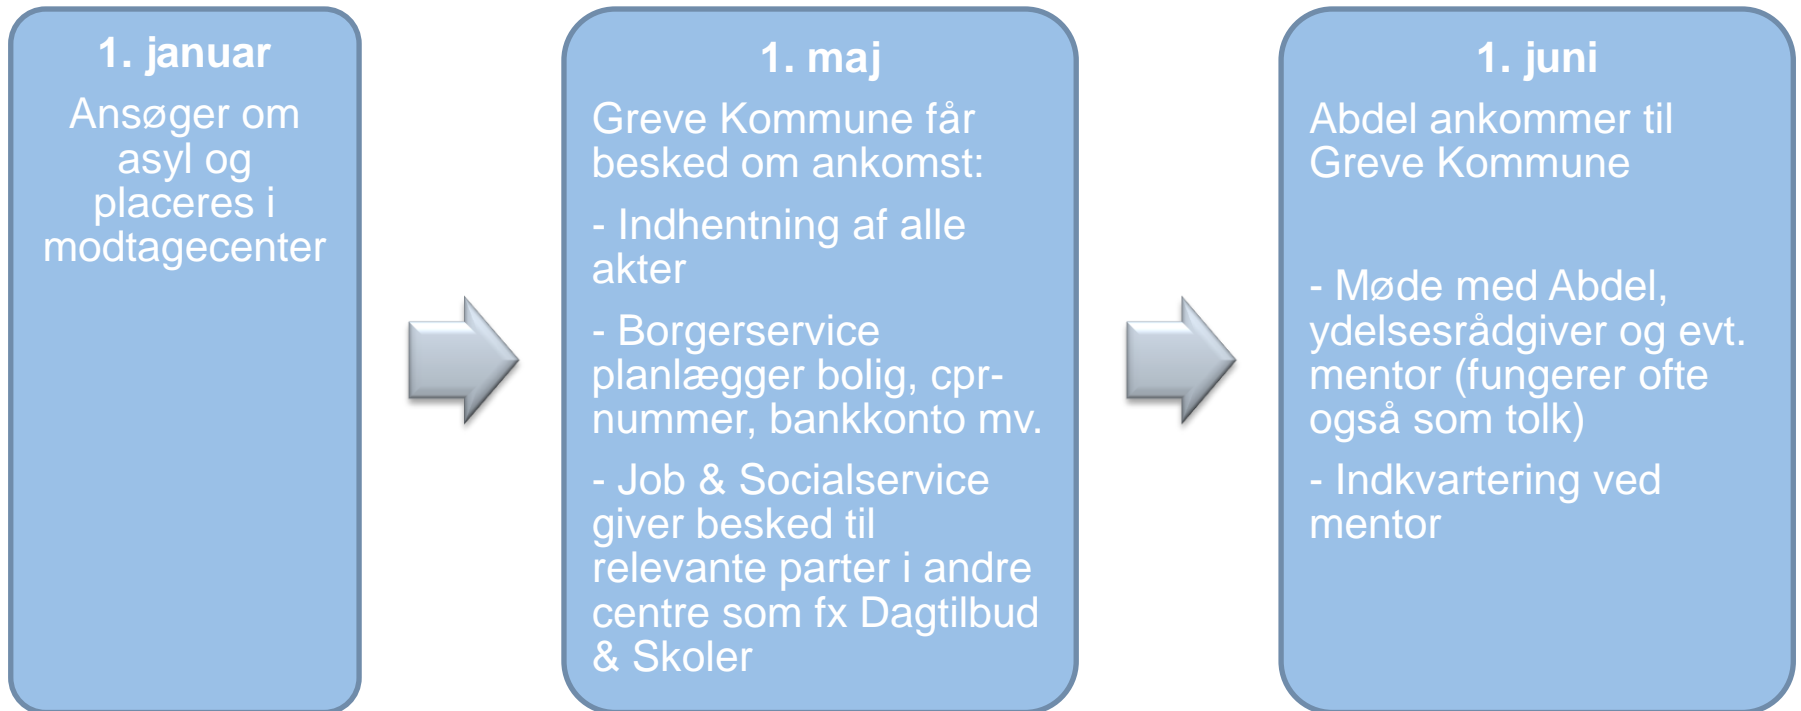 1. januar
Ansøger om
asyl og
placeres i
modtagecenter
1. maj
Greve Kommune får
besked om ankomst:
- Indhentning af alle
akter
- Borgerservice
planlægger bolig, cpr-
nummer, bankkonto mv.
- Job & Socialservice
giver besked til
relevante parter i andre
centre som fx Dagtilbud
& Skoler
1. juni
Abdel ankommer til
Greve Kommune
- Møde med Abdel,
ydelsesrådgiver og evt.
mentor (fungerer ofte
også som tolk)
- Indkvartering ved
mentor